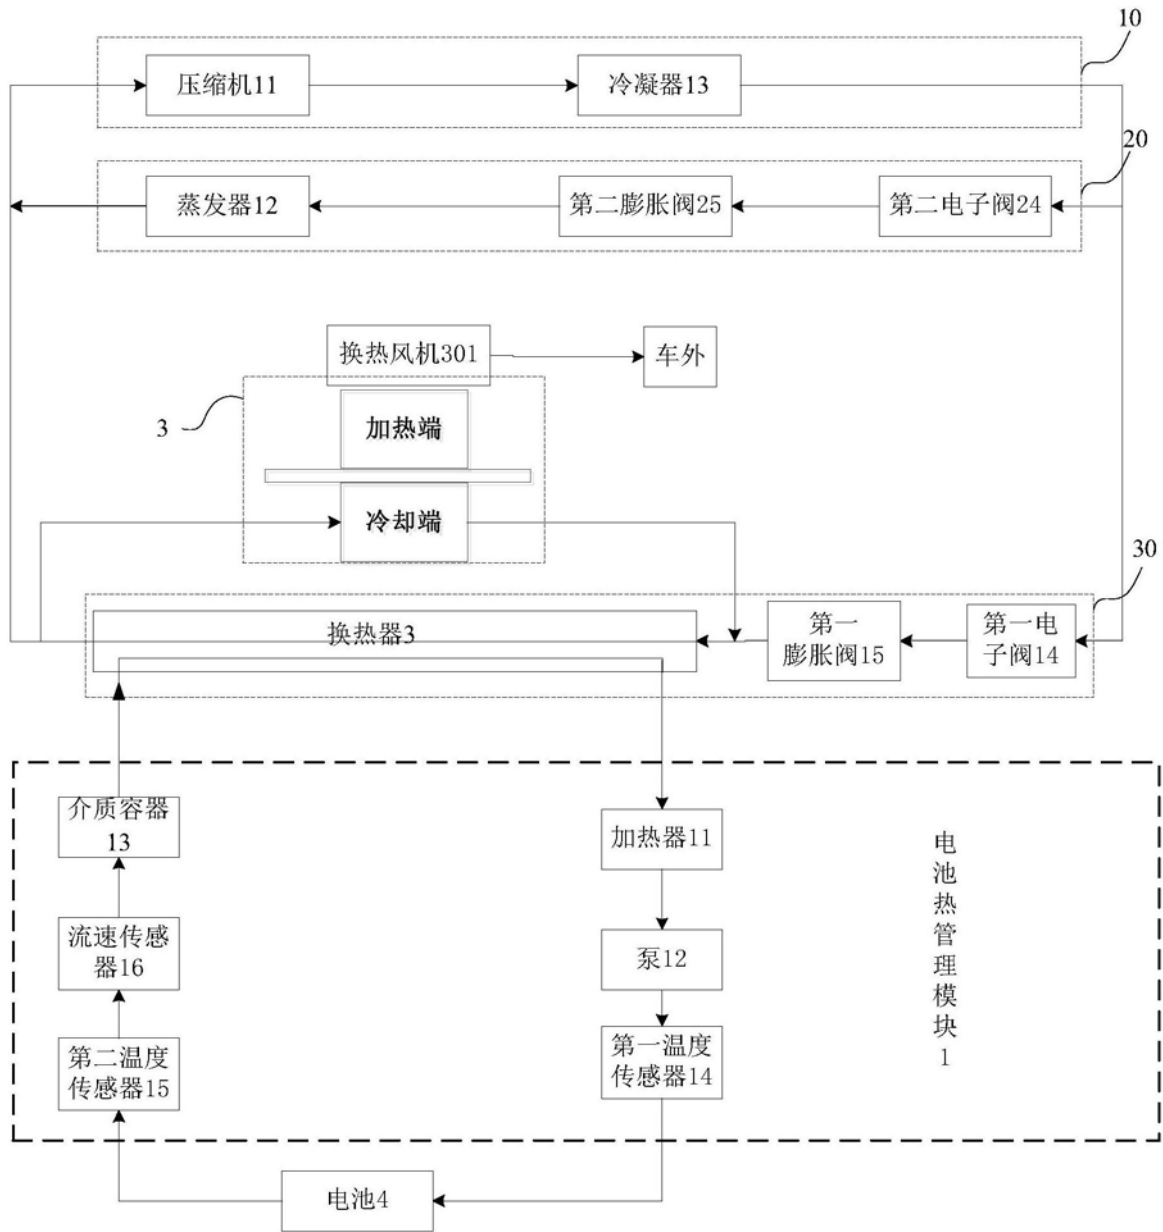 10
压缩机11
冷凝器13
20
蒸发器12
第二膨胀阀25
第二电子阀24
换热风机301
车外
3
加热端
冷却端
30
换热器3
第一
膨胀阀15
第一电
子阀14
介质容器
13
加热器11
流速传感
器16
泵12
第二温度
传感器15
第一温度
传感器14
电
池
热
管
理
模
块
1
电池4